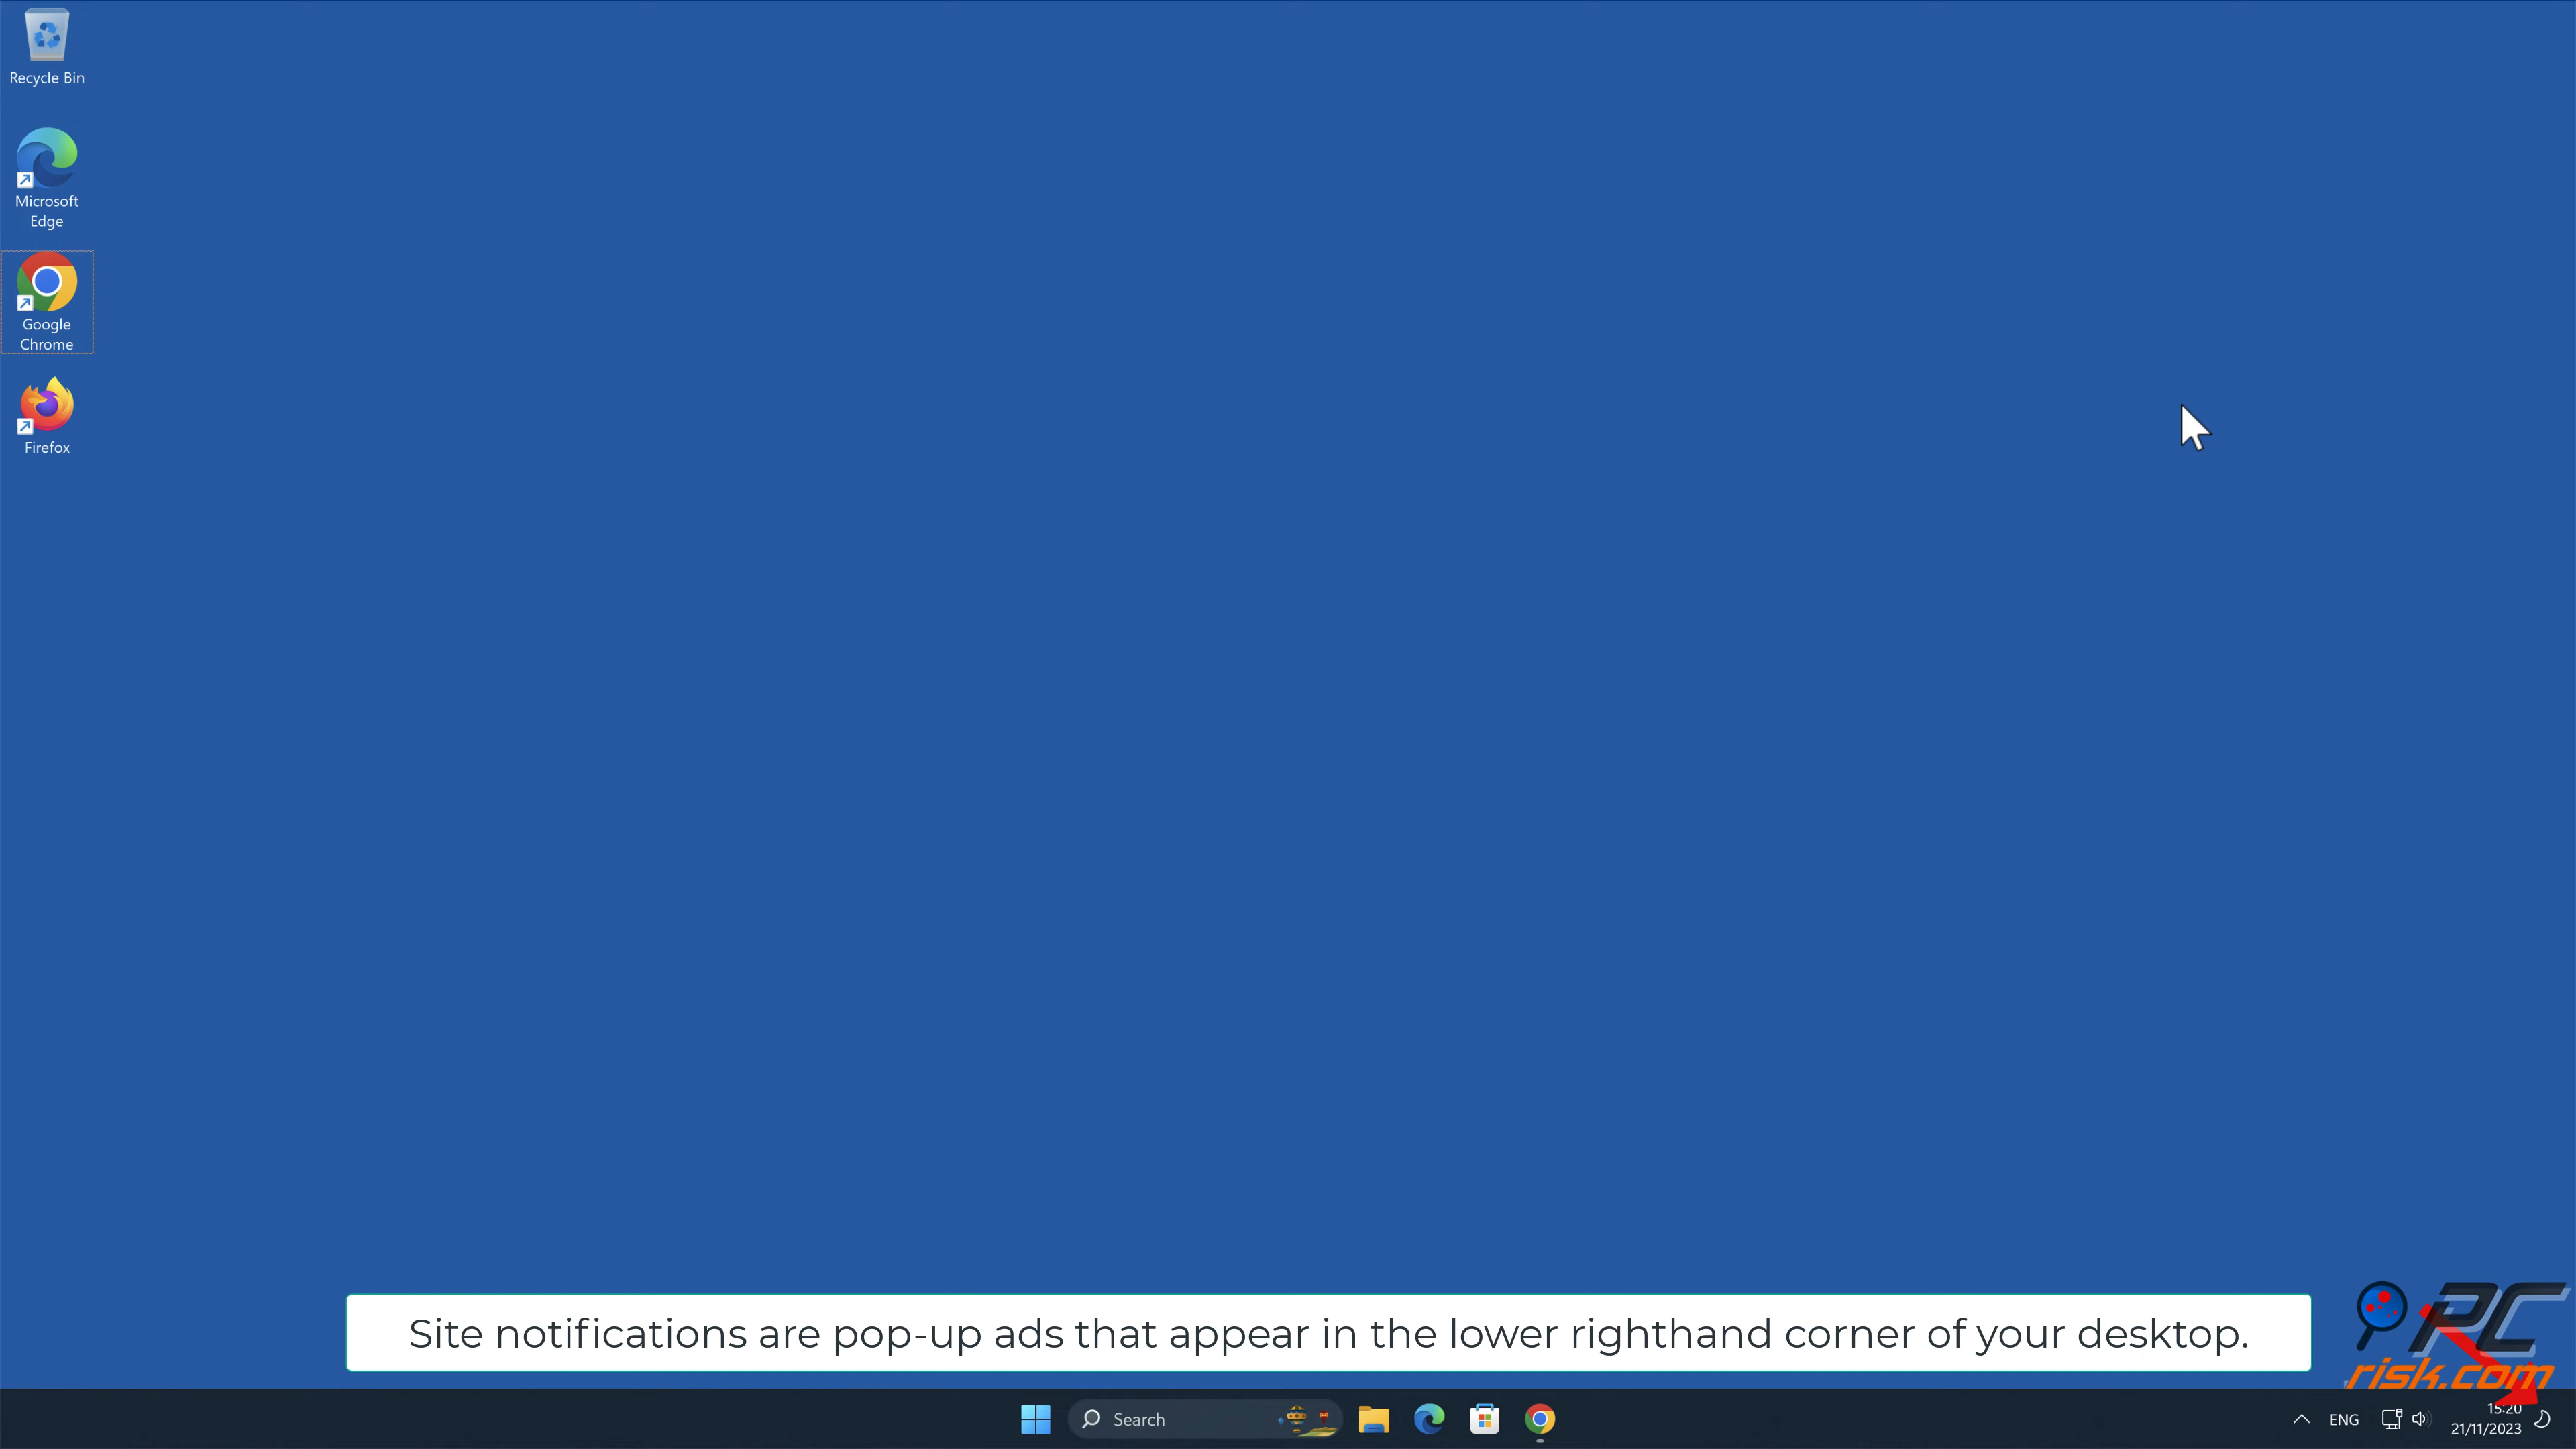 Recycle Bin
Microsoft
Edge
Google
Chrome
Firefox
Site notifications are pop-up ads that appear in the lower righthand corner of your desktop.
PC
risk.com
Search
ENG
15:20
21/11/2023